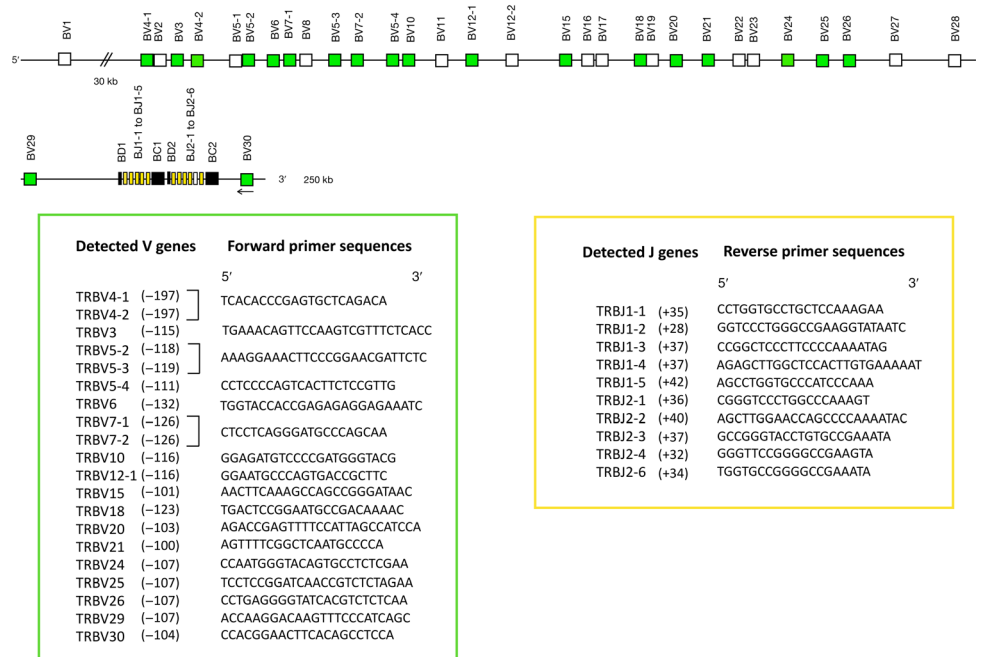 BV1 BV4-1 BV2 BV3 BV4-2 BV5-1 BV5-2 BV6 BV7-1 BV8 BV5-3 BV7-2 BV5-4 BV10 BV11 BV12-1 BV12-2 BV15 BV16 BV17 BV18 BV19 BV20 BV21 BV22 BV23 BV24 BV25 BV26 BV27 BV28
5′
30 kb
BV29 BD1 BJ1-1 to BJ1-5 BC1 BD2 BJ2-1 to BJ2-6 BC2 BV30
3′ 250 kb
Detected V genes Forward primer sequences
5′ 3′
TRBV4-1 (−197)
TCACACCCGAGTGCTCAGACA
TRBV4-2 (−197)
TRBV3 (−115) TGAAACAGTTCCAAGTCGTTTCTCACC
TRBV5-2 (−118)
AAAGGAAACTTCCCGGAACGATTCTC
TRBV5-3 (−119)
TRBV5-4 (−111) CCTCCCCAGTCACTTCTCCGTTG
TRBV6 (−132) TGGTACCACCGAGAGAGGAGAAATC
TRBV7-1 (−126)
CTCCTCAGGGATGCCCAGCAA
TRBV7-2 (−126)
TRBV10 (−116) GGAGATGTCCCCGATGGGTACG
TRBV12-1 (−116) GGAATGCCCAGTGACCGCTTC
TRBV15 (−101) AACTTCAAAGCCAGCCGGGATAAC
TRBV18 (−123) TGACTCCGGAATGCCGACAAAAC
TRBV20 (−103) AGACCGAGTTTTCCATTAGCCATCCA
TRBV21 (−100) AGTTTTCGGCTCAATGCCCCA
TRBV24 (−107) CCAATGGGTACAGTGCCTCTCGAA
TRBV25 (−107) TCCTCCGGATCAACCGTCTCTAGAA
TRBV26 (−107) CCTGAGGGGTATCACGTCTCTCAA
TRBV29 (−107) ACCAAGGACAAGTTTCCCATCAGC
TRBV30 (−104) CCACGGAACTTCACAGCCTCCA
Detected J genes Reverse primer sequences
5′ 3′
TRBJ1-1 (+35) CCTGGTGCCTGCTCCAAAGAA
TRBJ1-2 (+28) GGTCCCTGGGCCGAAGGTATAATC
TRBJ1-3 (+37) CCGGCTCCCTTCCCCAAAATAG
TRBJ1-4 (+37) AGAGCTTGGCTCCACTTGTGAAAAAT
TRBJ1-5 (+42) AGCCTGGTGCCCATCCCAAA
TRBJ2-1 (+36) CGGGTCCCTGGCCCAAAGT
TRBJ2-2 (+40) AGCTTGGAACCAGCCCCAAAATAC
TRBJ2-3 (+37) GCCGGGTACCTGTGCCGAAATA
TRBJ2-4 (+32) GGGTTCCGGGGCCGAAGTA
TRBJ2-6 (+34) TGGTGCCGGGGCCGAAATA